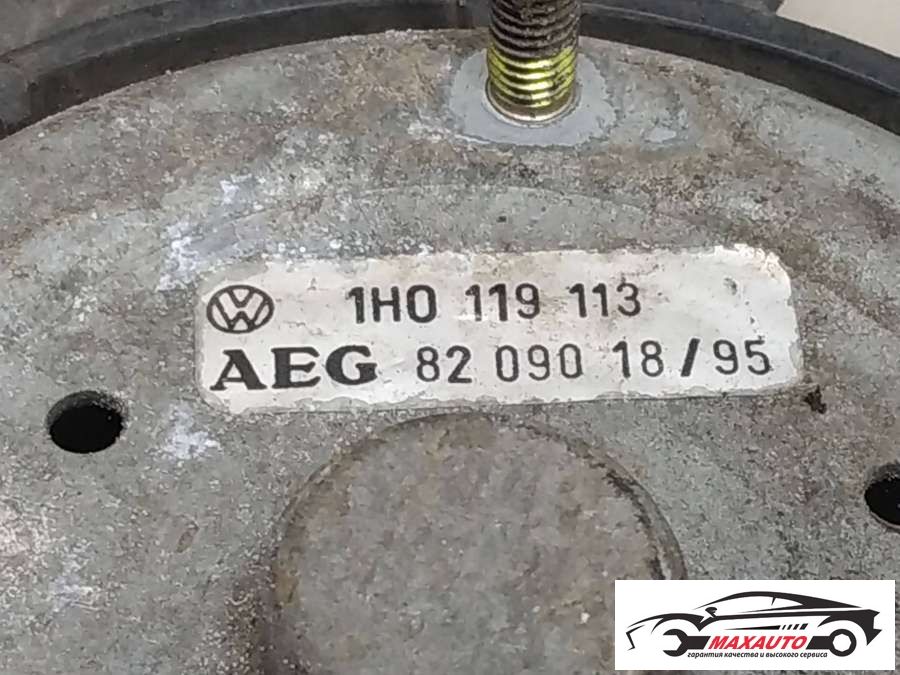 1H0 119 113
AEG 82 090 18/95
MAXAUTO
гарантия качества и высокого сервиса